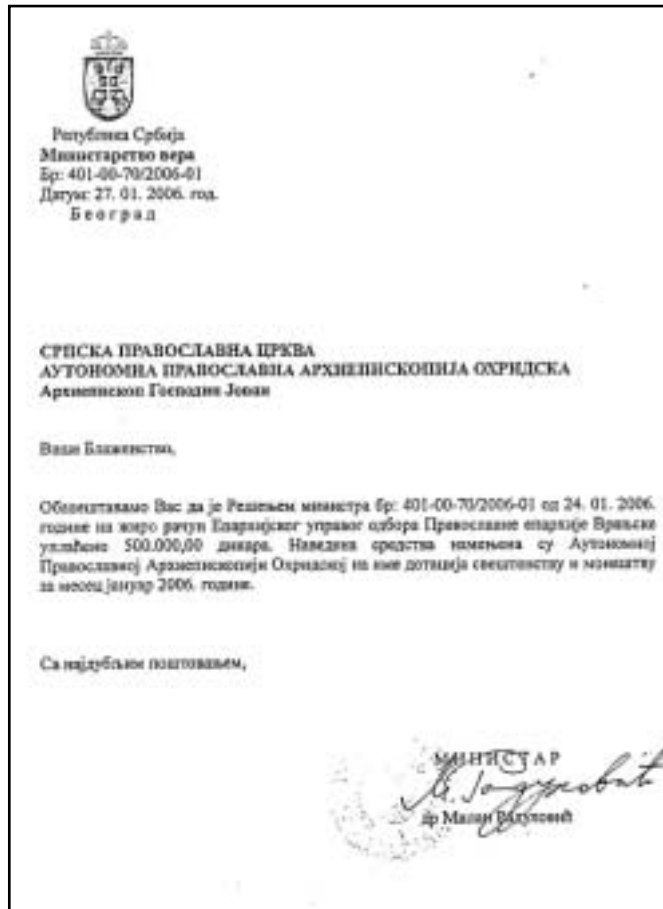 Република Србија
Министарство вера
Бр: 401-00-70/2006-01
Датум: 27. 01. 2006. год.
Београд
СРПСКА ПРАВОСЛАВНА ЦРКВА
АУТОНОМНА ПРАВОСЛАВНА АРХИЕПИСКОПИЈА ОХРИДСКА
Архиепископ Господин Јован
Ваше Блаженство,
Обавештавамо Вас да је Решењем министра бр: 401-00-70/2006-01 од 24. 01. 2006.
године на жиро рачун Епархијског управог одбора Православне епархије Врањске
уплаћено 500.000,00 динара. Наведена средства намењена су Аутономној
Православној Архиепископији Охридској на име дотација свештенству и монаштву
за месец јануар 2006. године.
Са најдубљим поштовањем,
МИНИСТАР
др Милан Радуловић